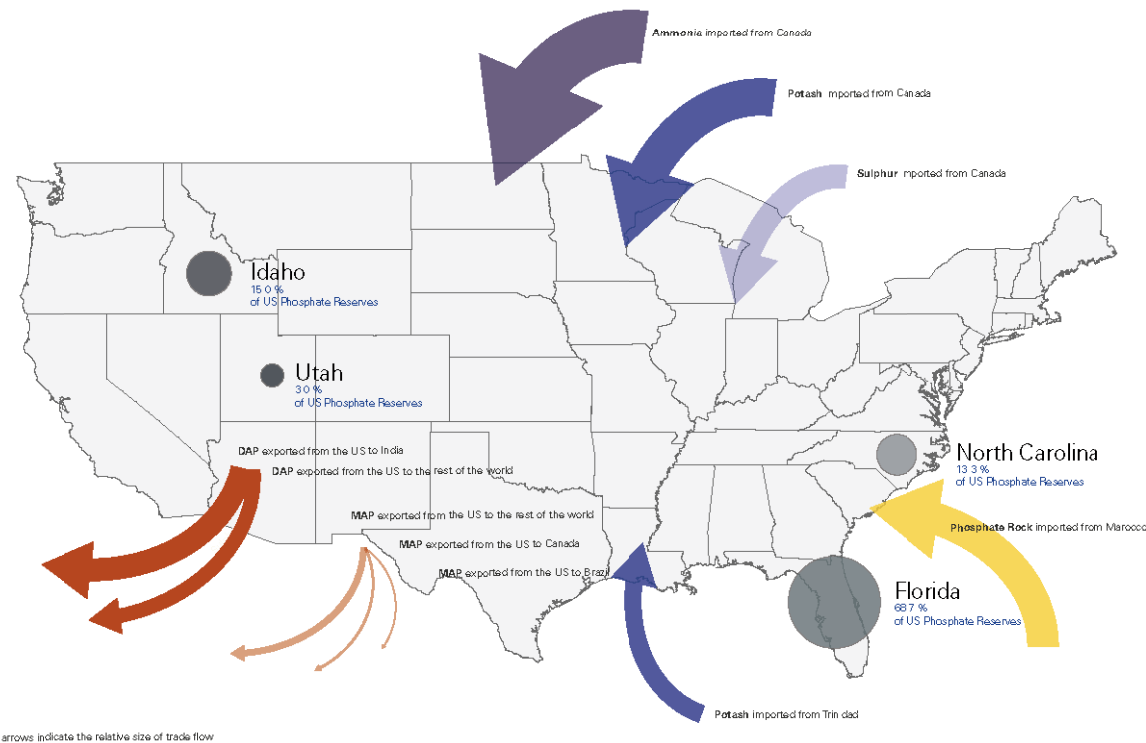 Ammonia imported from Canada
Potash imported from Canada
Sulphur mported from Canada
Idaho
15 0 %
of US Phosphate Reserves
Utah
3 0 %
of US Phosphate Reserves
DAP exported from the US to India
DAP exported from the US to the rest of the world
North Carolina
13 3 %
of US Phosphate Reserves
MAP exported from the US to the rest of the world
Phosphate Rock imported from Marocco
MAP exported from the US to Canada
MAP exported from the US to Brazil
Florida
68 7 %
of US Phosphate Reserves
Potash imported from Trin dad
arrows indicate the relative size of trade flow